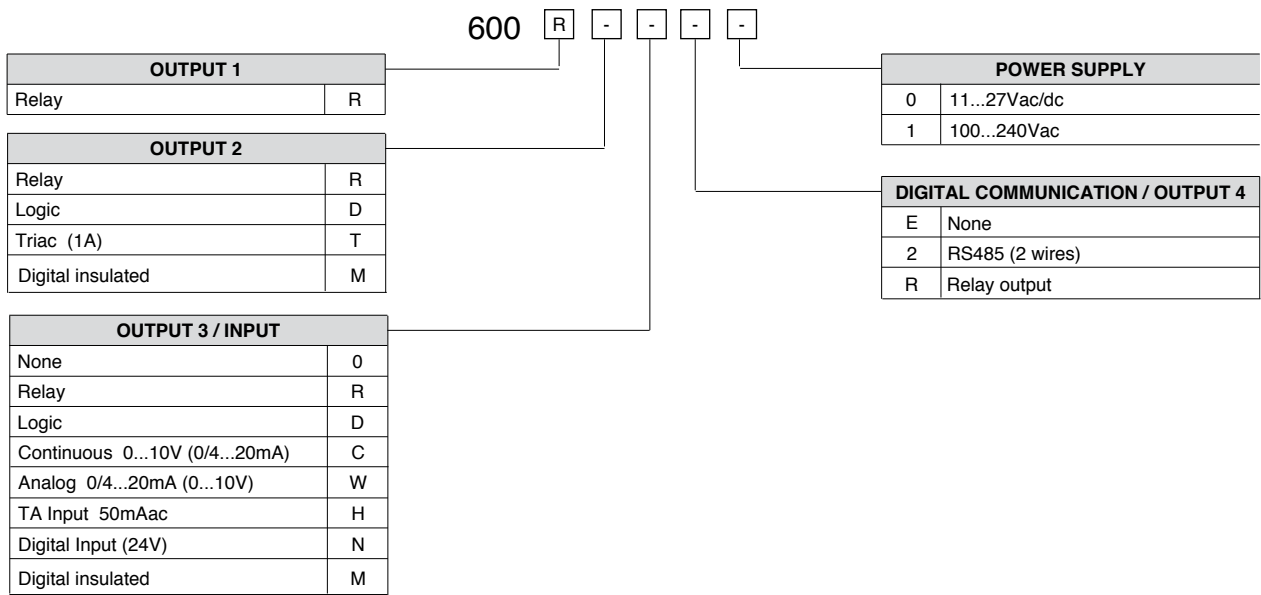 600 R - - - -
OUTPUT 1
Relay R
OUTPUT 2
Relay R
Logic D
Triac (1A) T
Digital insulated M
OUTPUT 3 / INPUT
None 0
Relay R
Logic D
Continuous 0...10V (0/4...20mA) C
Analog 0/4...20mA (0...10V) W
TA Input 50mAac H
Digital Input (24V) N
Digital insulated M
POWER SUPPLY
0 11...27Vac/dc
1 100...240Vac
DIGITAL COMMUNICATION / OUTPUT 4
E None
2 RS485 (2 wires)
R Relay output